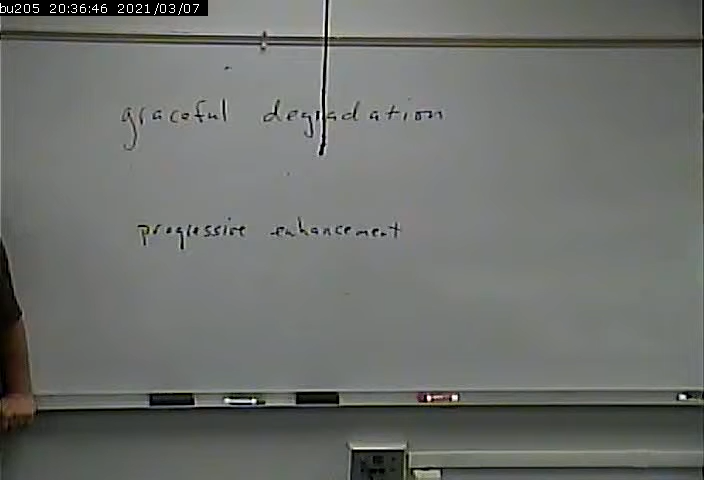 bu205 20:36:46 2021/03/07
graceful degradation
progressive enhancement